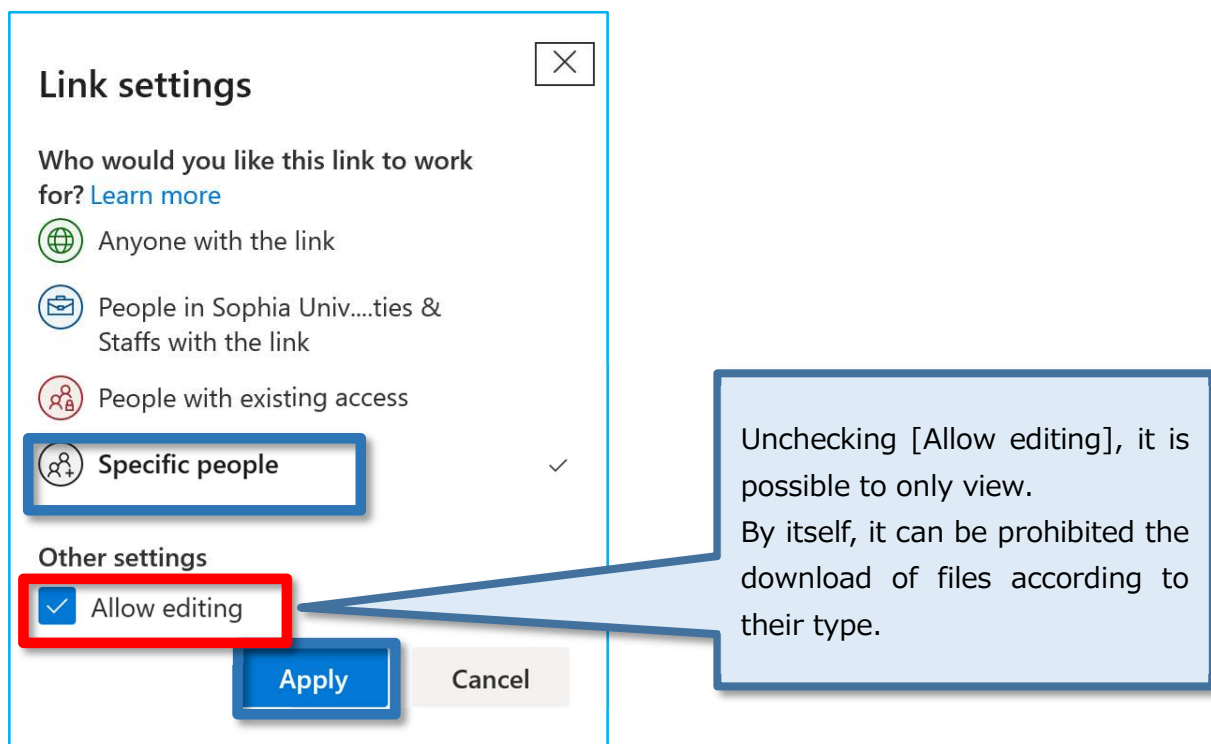 Link settings
Who would you like this link to work
for? Learn more
Anyone with the link
People in Sophia Univ....ties &
Staffs with the link
People with existing access
Specific people
Other settings
Allow editing
Apply
Cancel
Unchecking [Allow editing], it is
possible to only view.
By itself, it can be prohibited the
download of files according to
their type.